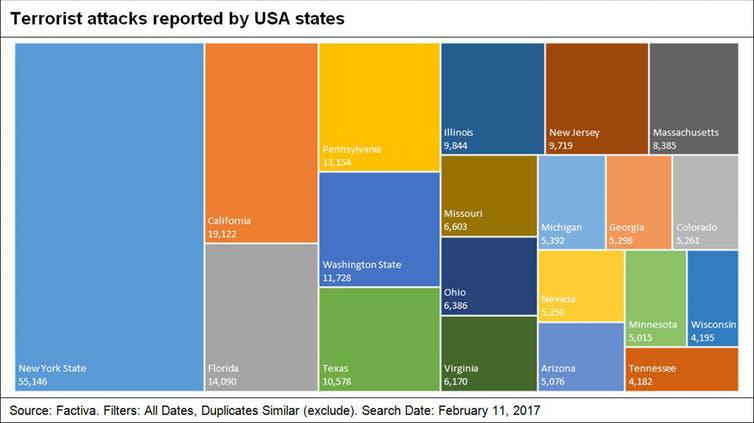 Terrorist attacks reported by USA states
New York State
55,146
California
19,122
Florida
14,090
Pennsylvania
13,154
Washington State
11,728
Texas
10,578
Illinois
9,844
New Jersey
9,719
Massachusetts
8,385
Missouri
6,603
Ohio
6,386
Virginia
6,170
Michigan
5,392
Georgia
5,298
Colorado
5,261
Nevada
5,250
Arizona
5,076
Minnesota
5,015
Wisconsin
4,195
Tennessee
4,182
Source: Factiva. Filters: All Dates, Duplicates Similar (exclude). Search Date: February 11, 2017